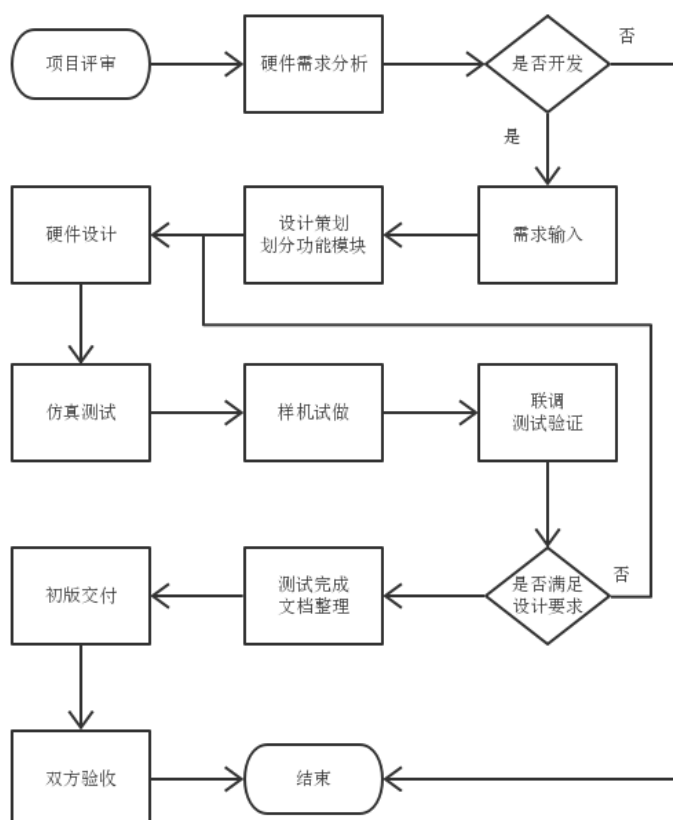 项目评审
硬件需求分析
是否开发
否
是
硬件设计
设计策划
划分功能模块
需求输入
仿真测试
样机试做
联调
测试验证
初版交付
测试完成
文档整理
是否满足
设计要求
否
双方验收
结束